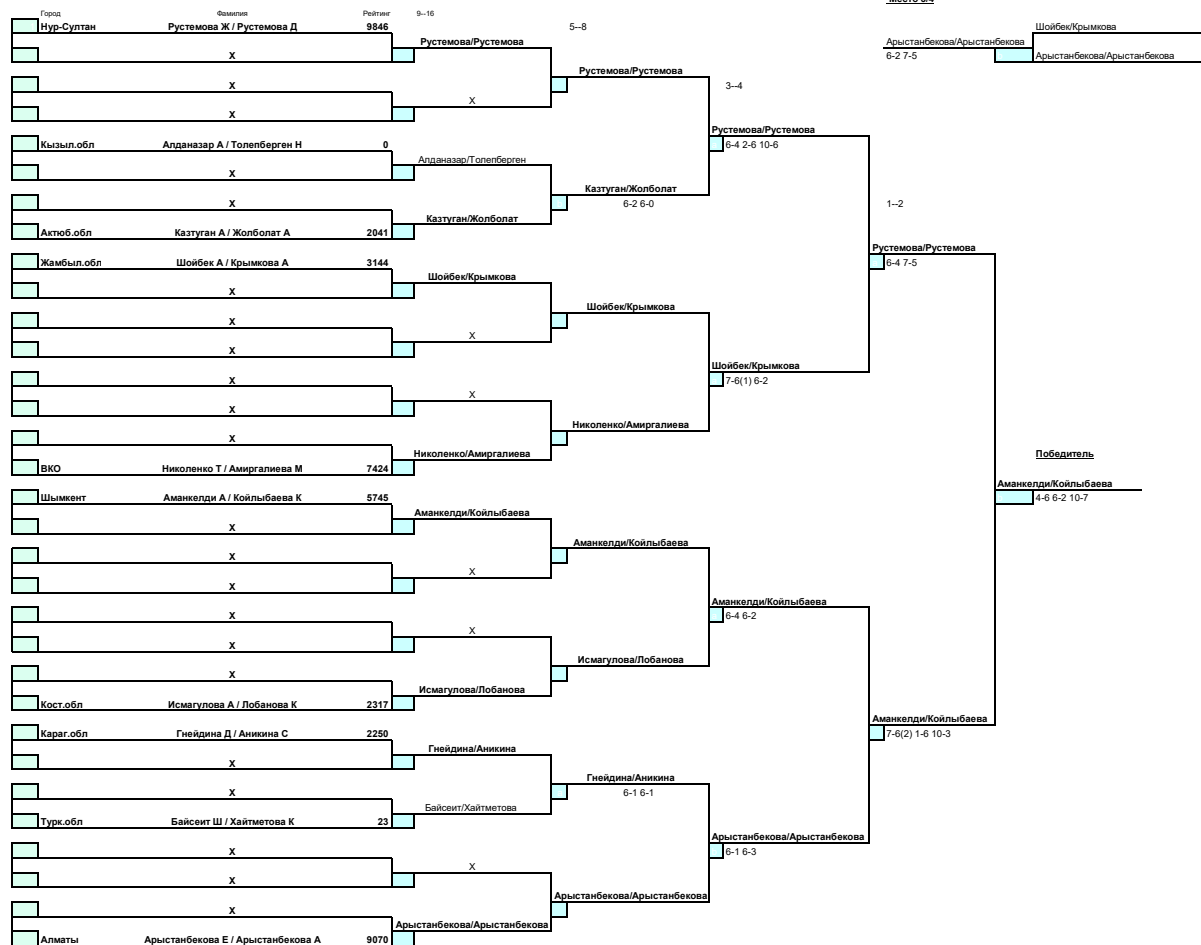 Место 3/4
Город Фамилия Рейтинг 9--16
5--8
Нур-Султан Рустемова Ж / Рустемова Д 9846
Шойбек/Крымкова
Рустемова/Рустемова
Арыстанбекова/Арыстанбекова
X
6-2 7-5
Арыстанбекова/Арыстанбекова
Рустемова/Рустемова
X
3--4
X
X
Рустемова/Рустемова
Кызыл.обл Алданазар А / Толепберген Н 0
6-4 2-6 10-6
Алданазар/Толепберген
X
Казтуган/Жолболат
X
6-2 6-0
1--2
Казтуган/Жолболат
Актюб.обл Казтуган А / Жолболат А 2041
Рустемова/Рустемова
Жамбыл.обл Шойбек А / Крымкова А 3144
6-4 7-5
Шойбек/Крымкова
X
Шойбек/Крымкова
X
X
X
Шойбек/Крымкова
X
7-6(1) 6-2
X
X
Николенко/Амиргалиева
X
Николенко/Амиргалиева
Победитель
ВКО Николенко Т / Амиргалиева М 7424
Аманкелди/Койлыбаева
Шымкент Аманкелди А / Койлыбаева К 5745
4-6 6-2 10-7
Аманкелди/Койлыбаева
X
Аманкелди/Койлыбаева
X
X
X
Аманкелди/Койлыбаева
X
6-4 6-2
X
X
Исмагулова/Лобанова
X
Исмагулова/Лобанова
Кост.обл Исмагулова А / Лобанова К 2317
Аманкелди/Койлыбаева
Караг.обл Гнейдина Д / Аникина С 2250
7-6(2) 1-6 10-3
Гнейдина/Аникина
X
Гнейдина/Аникина
X
6-1 6-1
Байсеит/Хайтметова
Турк.обл Байсеит Ш / Хайтметова К 23
Арыстанбекова/Арыстанбекова
X
6-1 6-3
X
X
Арыстанбекова/Арыстанбекова
X
Арыстанбекова/Арыстанбекова
Алматы Арыстанбекова Е / Арыстанбекова А 9070